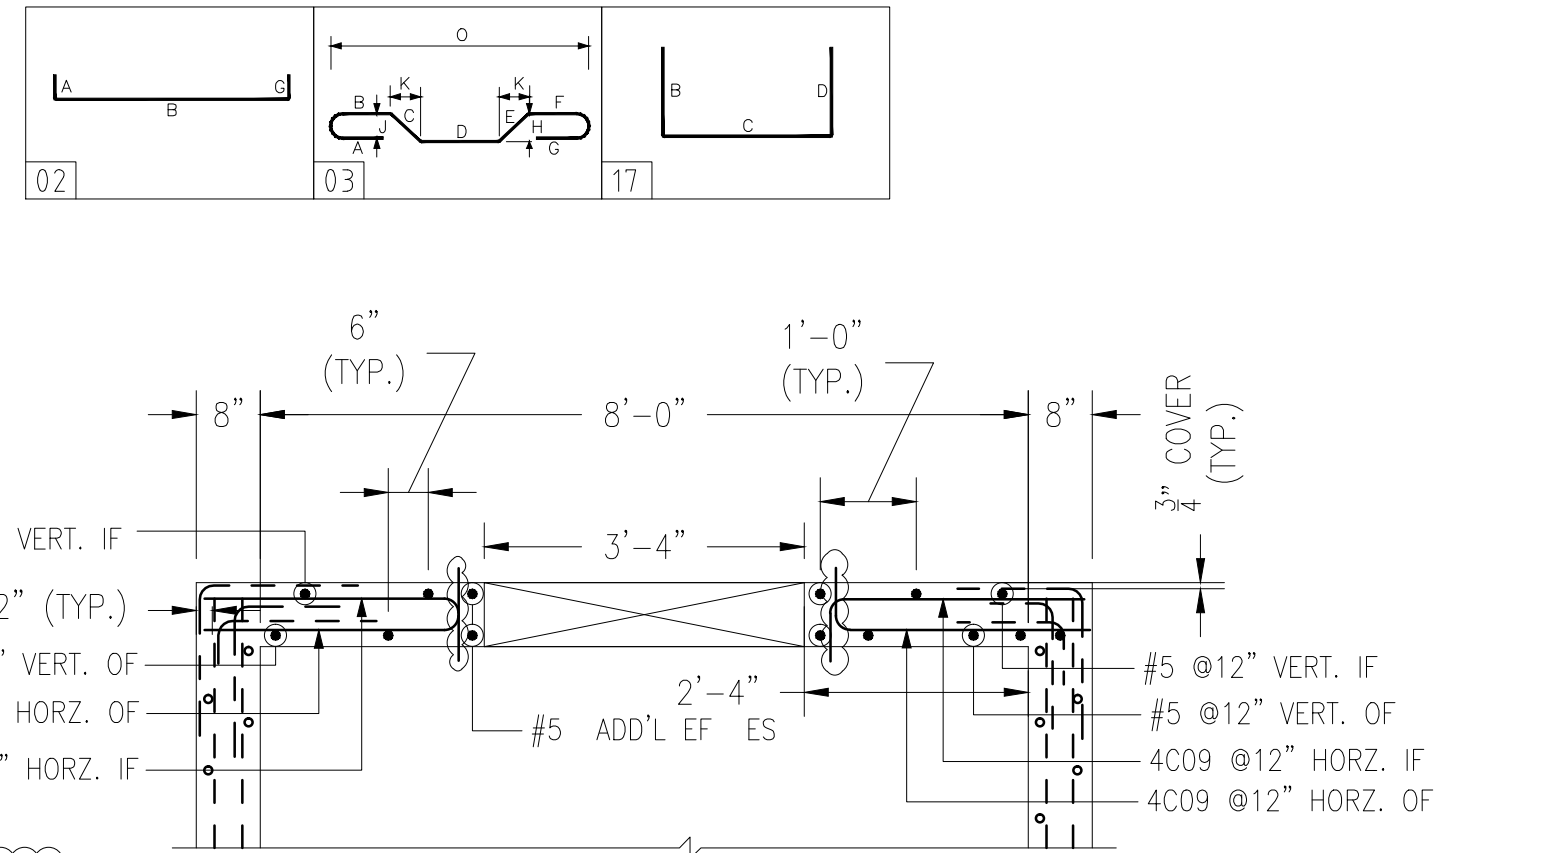 A G
B
02
O
K K
B C J E F
D H
A G
03
B D
C
17
6”
(TYP.)
1’–0”
(TYP.)
8”
8’–0”
8”
3/4” COVER
(TYP.)
3’–4”
VERT. IF
2” (TYP.)
’ VERT. OF
HORZ. OF
” HORZ. IF
2’–4”
#5 ADD’L EF ES
#5 @12” VERT. IF
#5 @12” VERT. OF
4C09 @12” HORZ. IF
4C09 @12” HORZ. OF